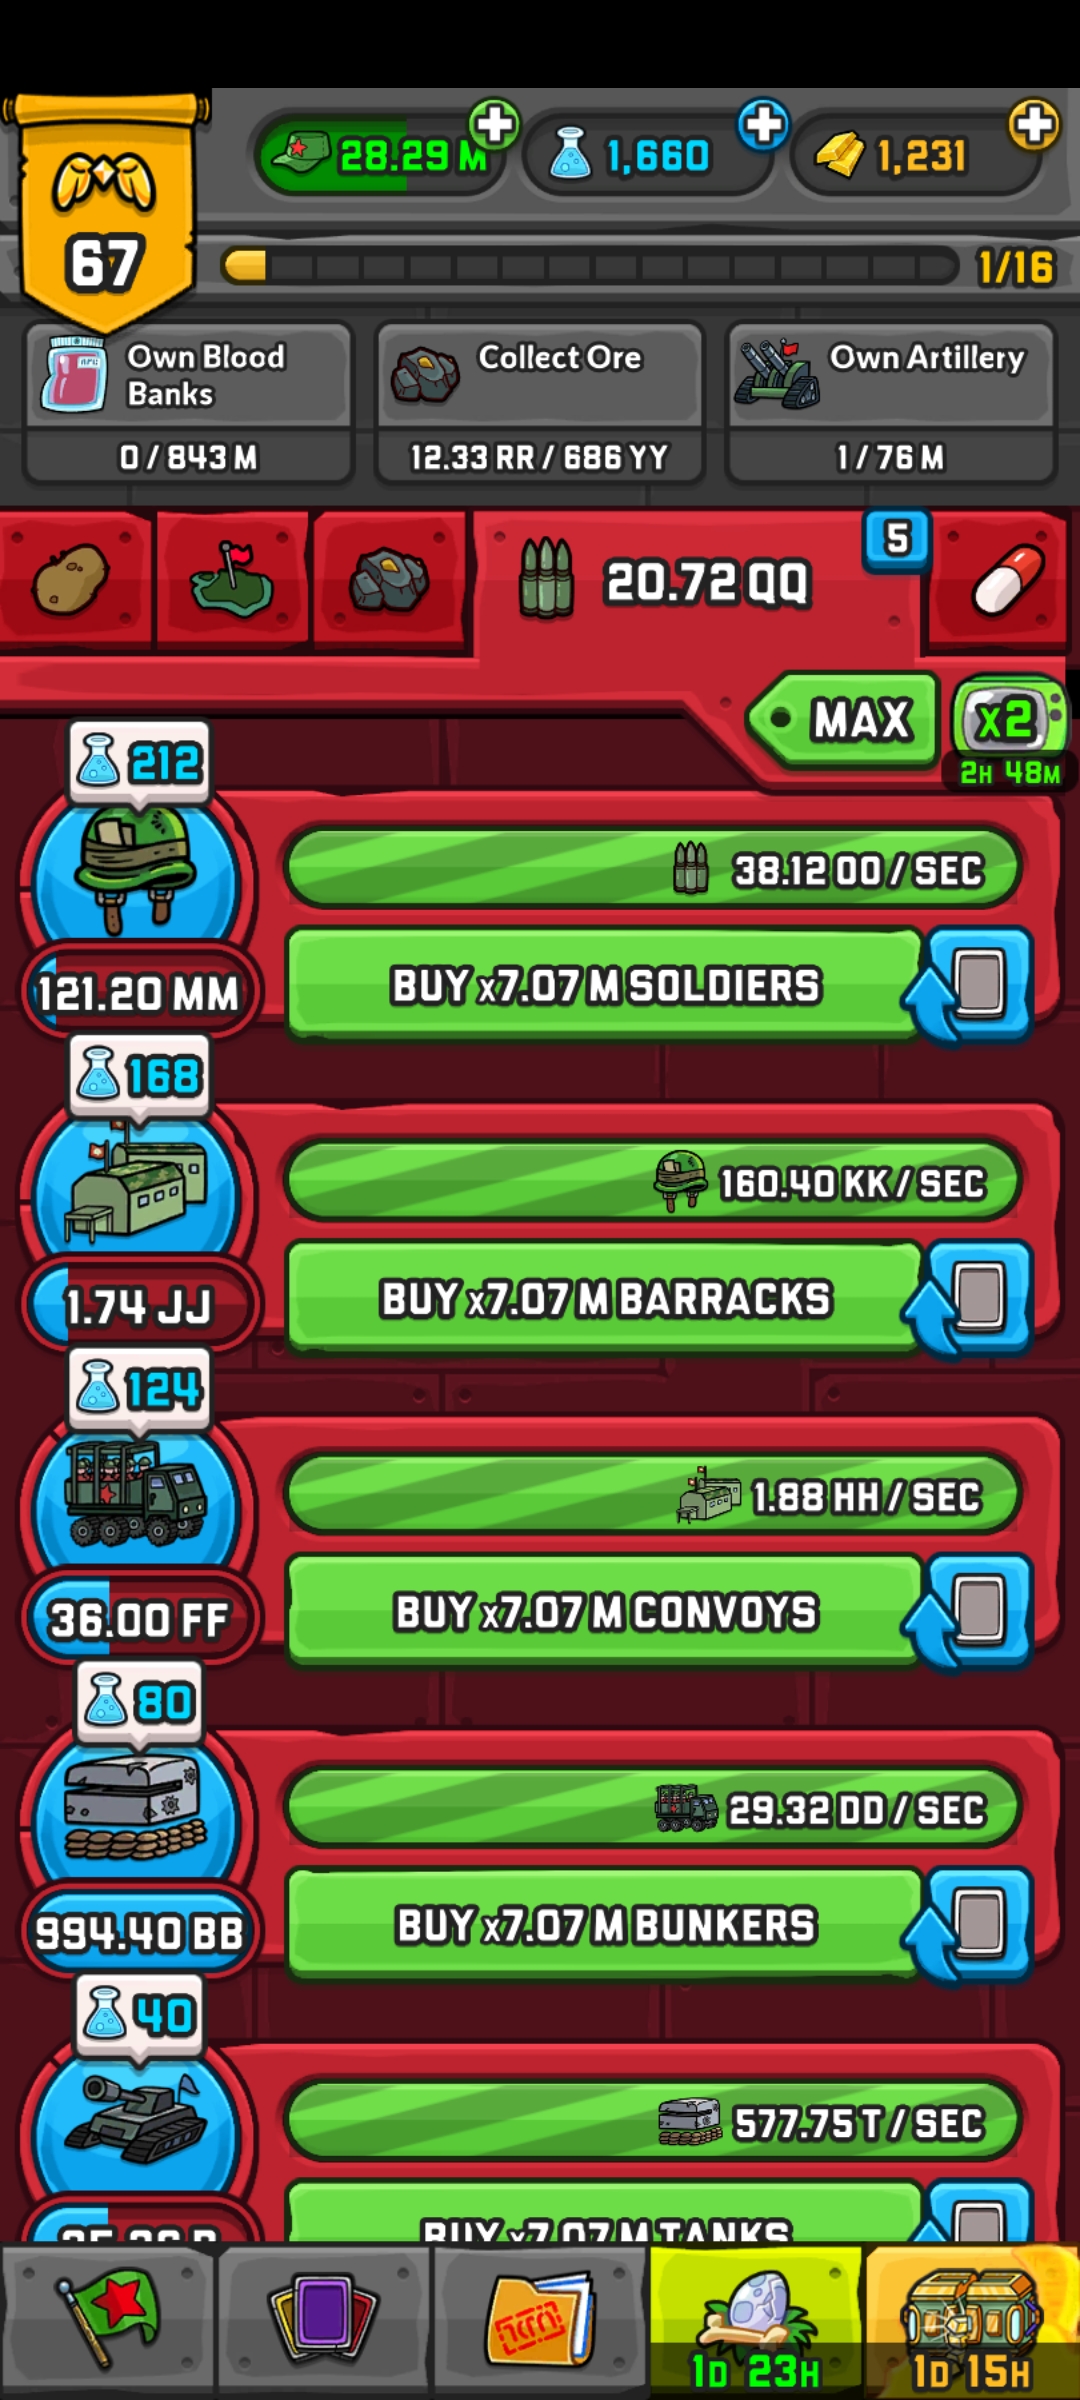 28.29 M
1,660
1,231
67
1/16
Own Blood
Banks
Collect Ore
Own Artillery
0 / 843 M
12.33 RR / 686 YY
1 / 76 M
20.72 QQ
5
MAX
x2
2H 48M
212
38.12 OO / SEC
BUY x7.07 M SOLDIERS
121.20 MM
168
160.40 KK / SEC
BUY x7.07 M BARRACKS
1.74 JJ
124
1.88 HH / SEC
BUY x7.07 M CONVOYS
36.00 FF
80
29.32 DD / SEC
BUY x7.07 M BUNKERS
994.40 BB
40
577.75 T / SEC
BUY x7.07 M TANKS
1D 23H
1D 15H